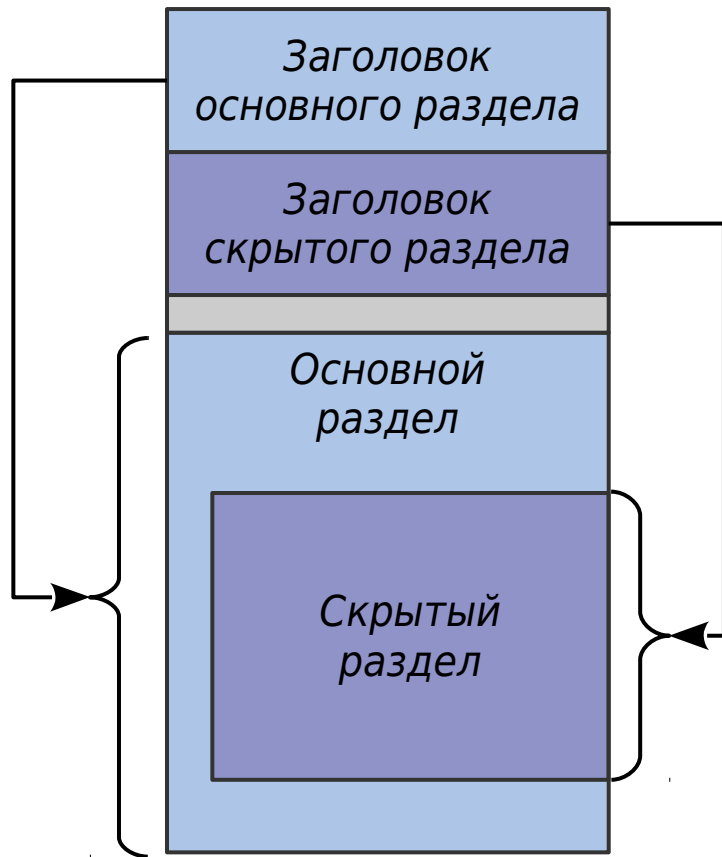 Заголовок
основного раздела
Заголовок
скрытого раздела
Основной
раздел
Скрытый
раздел